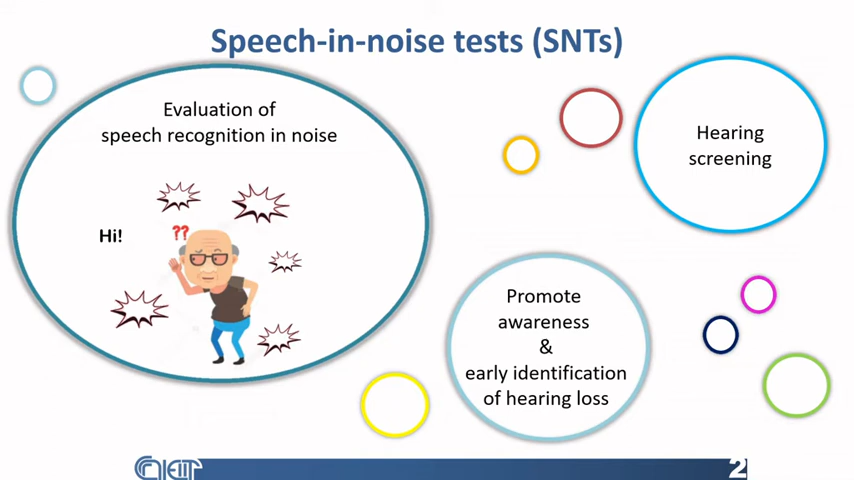 Speech-in-noise tests (SNTs)
Evaluation of
speech recognition in noise
Hi!
??
Hearing
screening
Promote
awareness
&
early identification
of hearing loss
2